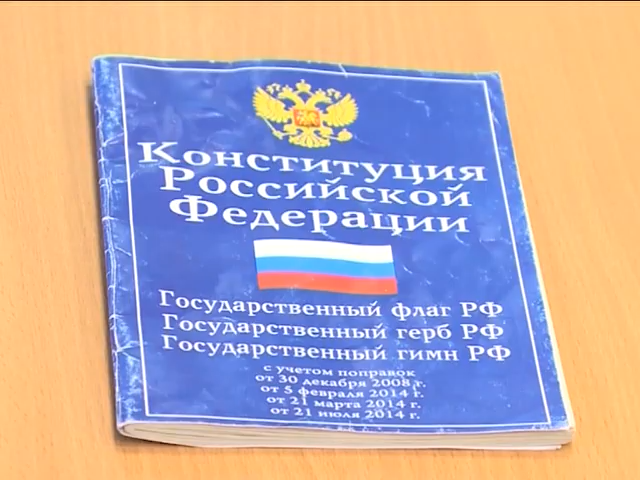 Конституция
Российской
Федерации
Государственный флаг РФ
Государственный герб РФ
Государственный гимн РФ
с учетом поправок
от 30 декабря 2008 г.
от 5 февраля 2014 г.
от 21 марта 2014 г.
от 21 июля 2014 г.